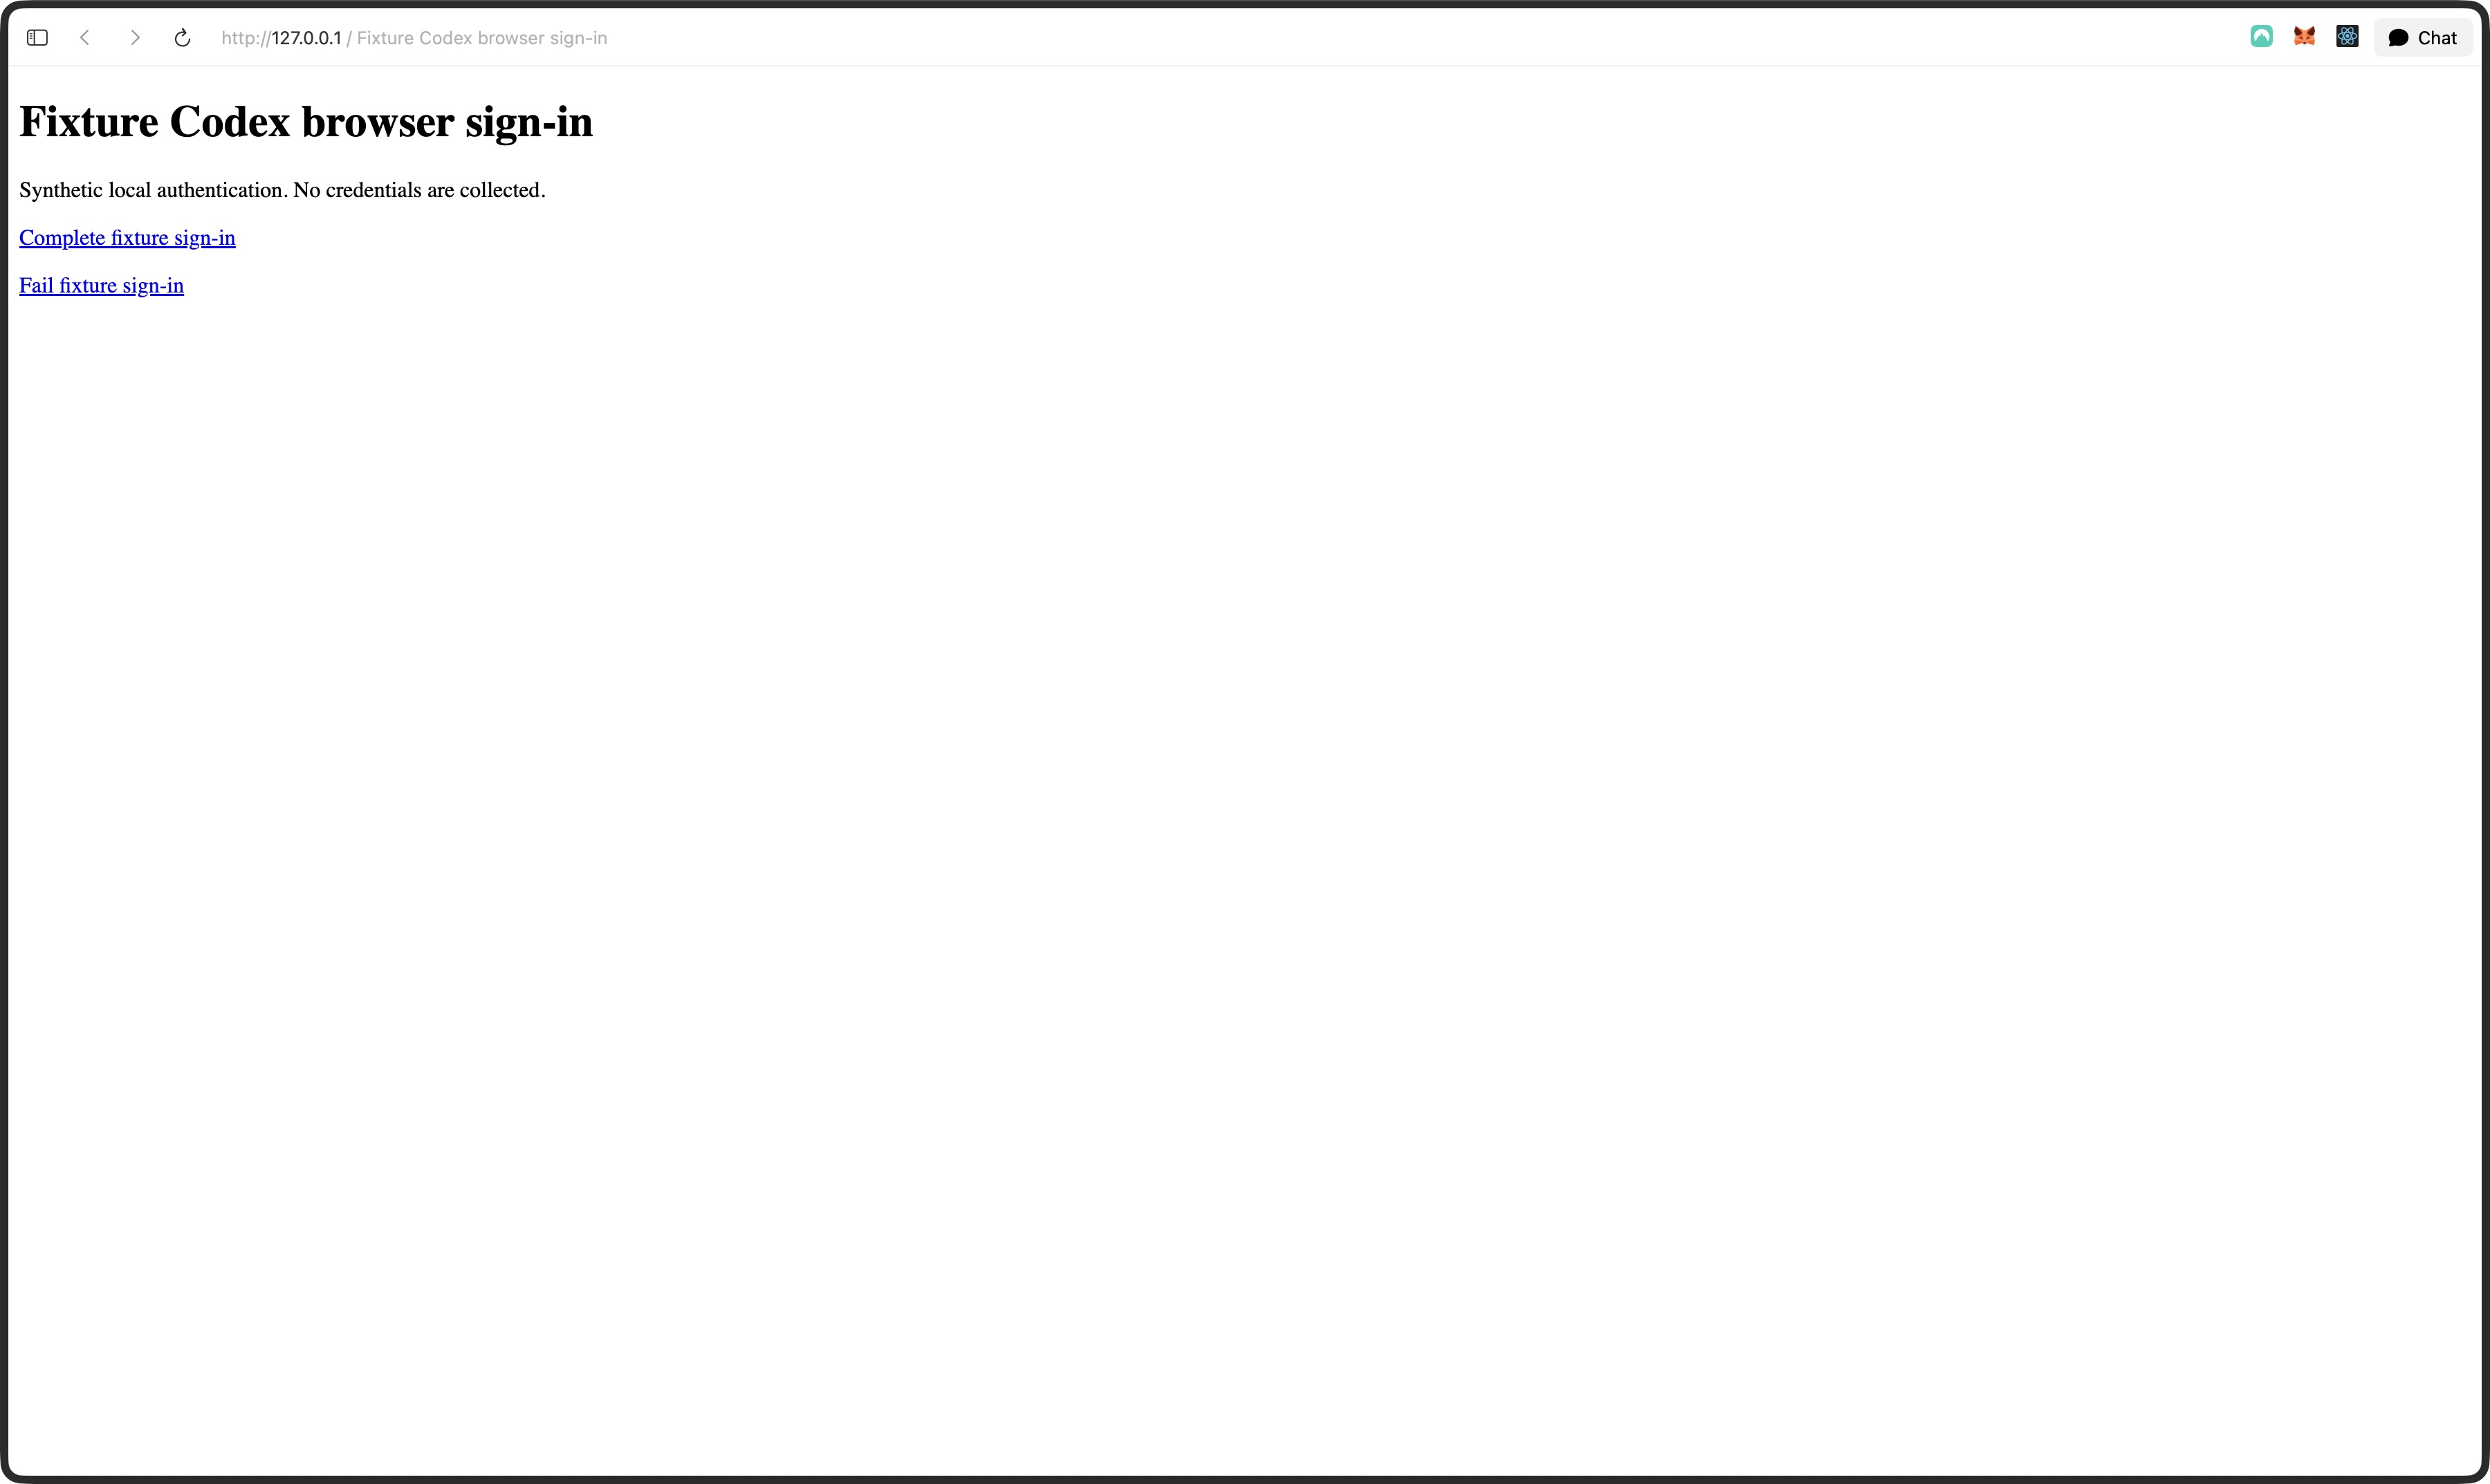 http://127.0.0.1 / Fixture Codex browser sign-in
Chat
Fixture Codex browser sign-in
Synthetic local authentication. No credentials are collected.
Complete fixture sign-in
Fail fixture sign-in